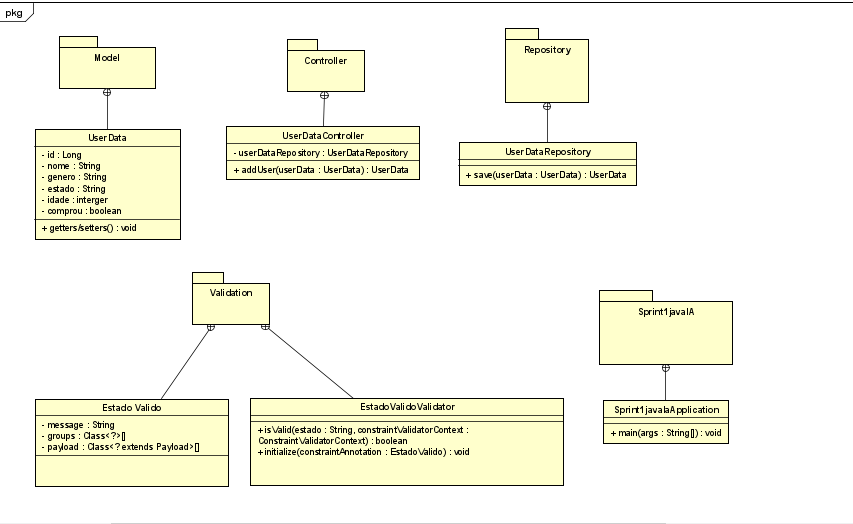 pkg
Model
Controller
Repository
UserData
- id : Long
- nome : String
- genero : String
- estado : String
- idade : interger
- comprou : boolean
+ getters/setters() : void
UserDataController
- userDataRepository : UserDataRepository
+ addUser(userData : UserData) : UserData
UserDataRepository
+ save(userData : UserData) : UserData
Validation
Sprint1javaIA
Estado Valido
- message : String
- groups : Class<?>[]
- payload : Class<? extends Payload>[]
EstadoValidoValidator
+ isValid(estado : String, constraintValidatorContext :
ConstraintValidatorContext) : boolean
+ initialize(constraintAnnotation : EstadoValido) : void
Sprint1javaIaApplication
+ main(args : String[]) : void